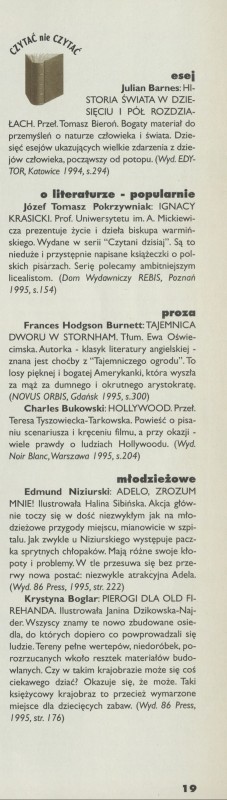 CZYTAĆ nie CZYTAĆ
esej
Julian Barnes: HI-
STORIA ŚWIATA W DZIE-
SIĘCIU I PÓŁ ROZDZIA-
ŁACH. Przeł. Tomasz Bieroń. Bogaty materiał do
przemyśleń o naturze człowieka i świata. Dzie-
sięć esejów ukazujących wielkie zdarzenia z dzie-
jów człowieka, począwszy od potopu. (Wyd. EDY-
TOR, Katowice 1994, s.294)
o literaturze - popularnie
Józef Tomasz Pokrzywniak: IGNACY
KRASICKI. Prof. Uniwersytetu im. A. Mickiewi-
cza prezentuje życie i dzieła biskupa warmiń-
skiego. Wydane w serii "Czytani dzisiaj". Są to
nieduże i przystępnie napisane książeczki o pol-
skich pisarzach. Serię polecamy ambitniejszym
licealistom. (Dom Wydawniczy REBIS, Poznań
1995, s.154)
proza
Frances Hodgson Burnett: TAJEMNICA
DWORU W STORNHAM. Tłum. Ewa Oświe-
cimska. Autorka - klasyk literatury angielskiej -
znana jest choćby z "Tajemniczego ogrodu". To
losy pięknej i bogatej Amerykanki, która wyszła
za mąż za dumnego i okrutnego arystokratę.
(NOVUS ORBIS, Gdańsk 1995, s.300)
Charles Bukowski: HOLLYWOOD. Przeł.
Teresa Tyszowiecka-Tarkowska. Powieść o pisa-
niu scenariusza i kręceniu filmu, a przy okazji -
wiele prawdy o ludziach Hollywoodu. (Wyd.
Noir Blanc, Warszawa 1995, s.204)
młodzieżowe
Edmund Niziurski: ADELO, ZROZUM
MNIE! Ilustrowała Halina Sibińska. Akcja głów-
nie toczy się w dość niezwykłym jak na mło-
dzieżowe przygody miejscu, mianowicie w szpi-
talu. Jak zwykle u Niziurskiego występuje pacz-
ka sprytnych chłopaków. Mają różne swoje kło-
poty i problemy. W tle przesuwa się bez prze-
rwy nowa postać: niezwykle atrakcyjna Adela.
(Wyd. 86 Press, 1995, str. 222)
Krystyna Boglar: PIEROGI DLA OLD FI-
REHANDA. Ilustrowała Janina Dzikowska-Naj-
der. Wszyscy znamy te nowo zbudowane osie-
dla, do których dopiero co powprowadzali się
ludzie. Tereny pełne wertepów, niedoróbek, po-
rozrzucanych wkoło resztek materiałów budo-
wlanych. Czy w takim krajobrazie może się coś
ciekawego dziać? Okazuje się, że może. Taki
księżycowy krajobraz to przecież wymarzone
miejsce dla dziecięcych zabaw. (Wyd. 86 Press,
1995, str. 176)
19